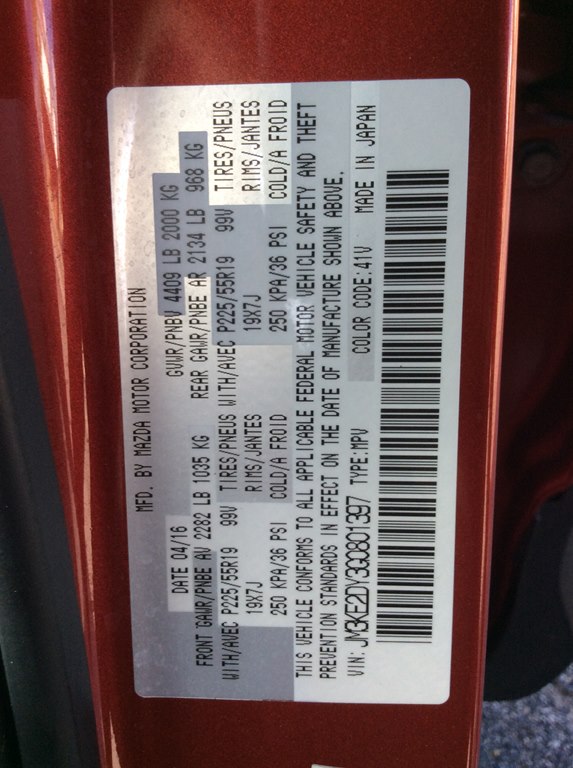 MFD. BY MAZDA MOTOR CORPORATION
DATE 04/16 GVWR/PNBV 4409 LB 2000 KG
FRONT GAWR/PNBE AV 2282 LB 1035 KG REAR GAWR/PNBE AR 2134 LB 968 KG
TIRES/PNEUS TIRES/PNEUS
WITH/AVEC P225/55R19 99V WITH/AVEC P225/55R19 99V
RIMS/JANTES RIMS/JANTES
19X7J 19X7J
COLD/A FROID COLD/A FROID
250 KPA/36 PSI 250 KPA/36 PSI
THIS VEHICLE CONFORMS TO ALL APPLICABLE FEDERAL MOTOR VEHICLE SAFETY AND THEFT
PREVENTION STANDARDS IN EFFECT ON THE DATE OF MANUFACTURE SHOWN ABOVE.
VIN: JM3KE2DY3G0801397 TYPE:MPV COLOR CODE:41V MADE IN JAPAN